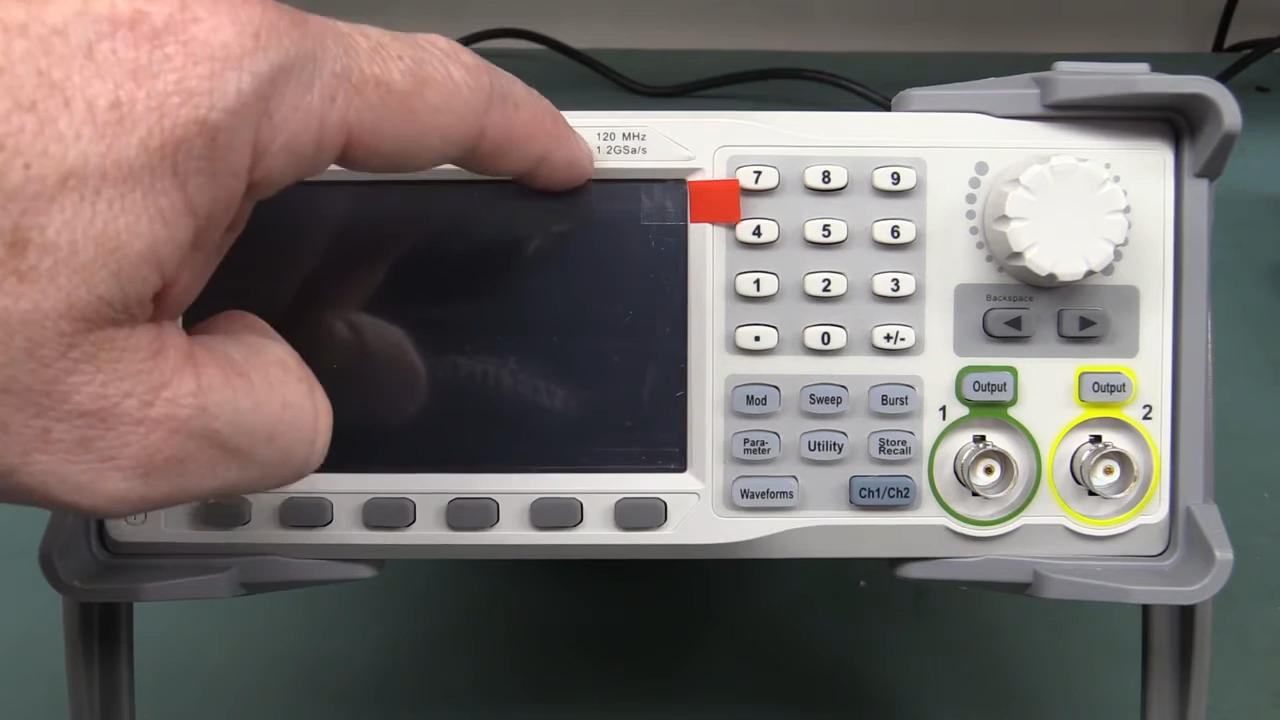 120 MHz
1.2GSa/s
7 8 9
4 5 6
1 2 3
. 0 +/-
Backspace
Mod Sweep Burst
Para-
meter
Utility
Store
Recall
Waveforms Ch1/Ch2
Output Output
1 2